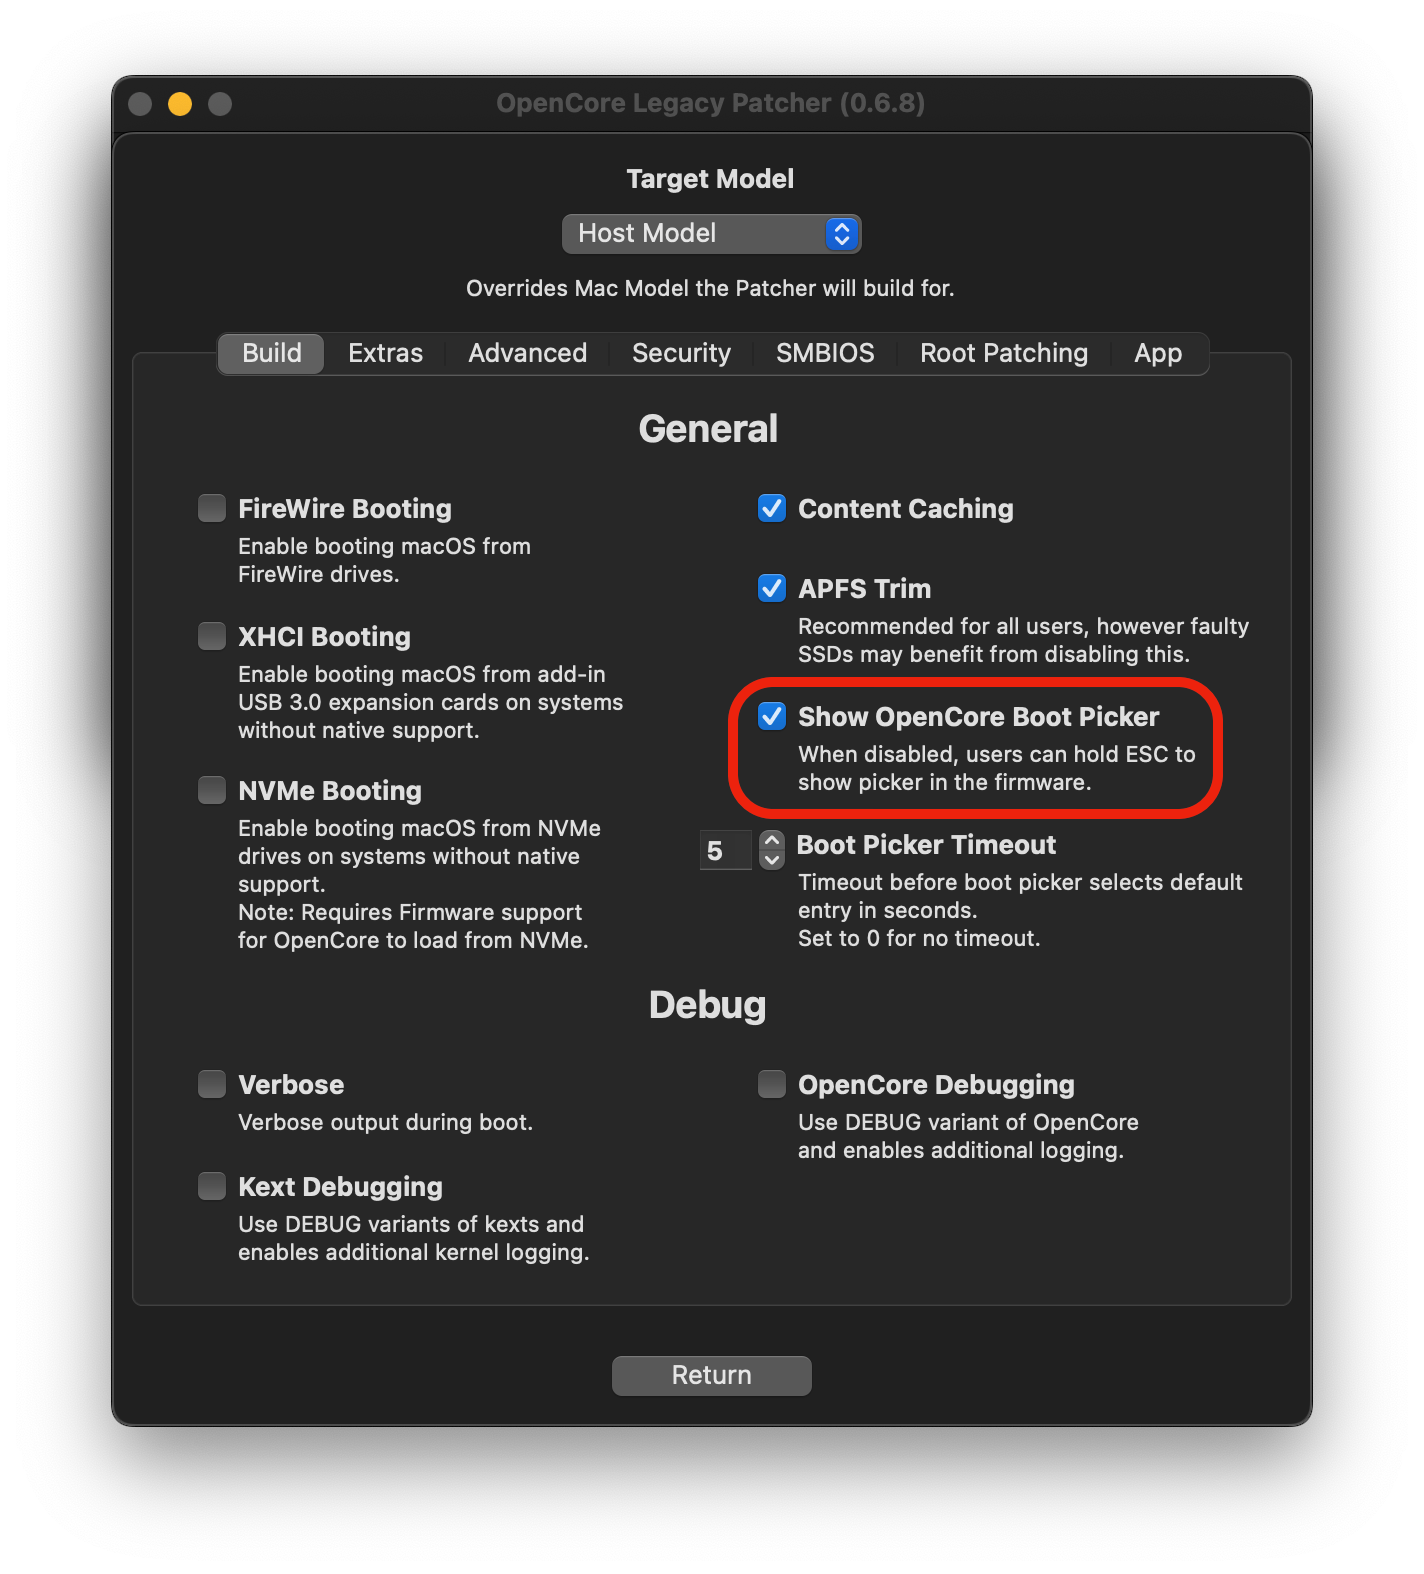 OpenCore Legacy Patcher (0.6.8)
Target Model
Host Model
Overrides Mac Model the Patcher will build for.
Build Extras Advanced Security SMBIOS Root Patching App
General
FireWire Booting
Enable booting macOS from
FireWire drives.
XHCI Booting
Enable booting macOS from add-in
USB 3.0 expansion cards on systems
without native support.
NVMe Booting
Enable booting macOS from NVMe
drives on systems without native
support.
Note: Requires Firmware support
for OpenCore to load from NVMe.
Content Caching
APFS Trim
Recommended for all users, however faulty
SSDs may benefit from disabling this.
Show OpenCore Boot Picker
When disabled, users can hold ESC to
show picker in the firmware.
5 Boot Picker Timeout
Timeout before boot picker selects default
entry in seconds.
Set to 0 for no timeout.
Debug
Verbose
Verbose output during boot.
Kext Debugging
Use DEBUG variants of kexts and
enables additional kernel logging.
OpenCore Debugging
Use DEBUG variant of OpenCore
and enables additional logging.
Return